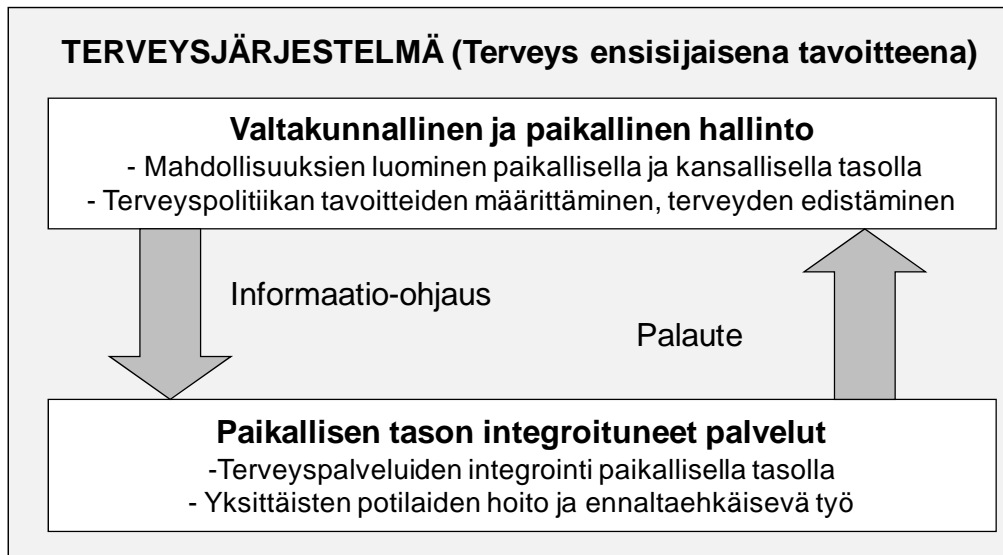 TERVEYSJÄRJESTELMÄ (Terveys ensisijaisena tavoitteena)
Valtakunnallinen ja paikallinen hallinto
- Mahdollisuuksien luominen paikallisella ja kansallisella tasolla
- Terveyspolitiikan tavoitteiden määrittäminen, terveyden edistäminen
Informaatio-ohjaus
Palaute
Paikallisen tason integroituneet palvelut
-Terveyspalveluiden integrointi paikallisella tasolla
- Yksittäisten potilaiden hoito ja ennaltaehkäisevä työ